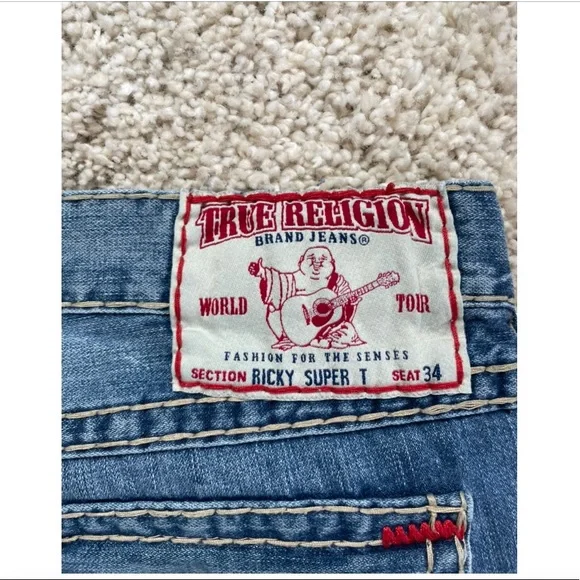 TRUE RELIGION
BRAND JEANS®
WORLD TOUR
FASHION FOR THE SENSES
SECTION RICKY SUPER T SEAT 34